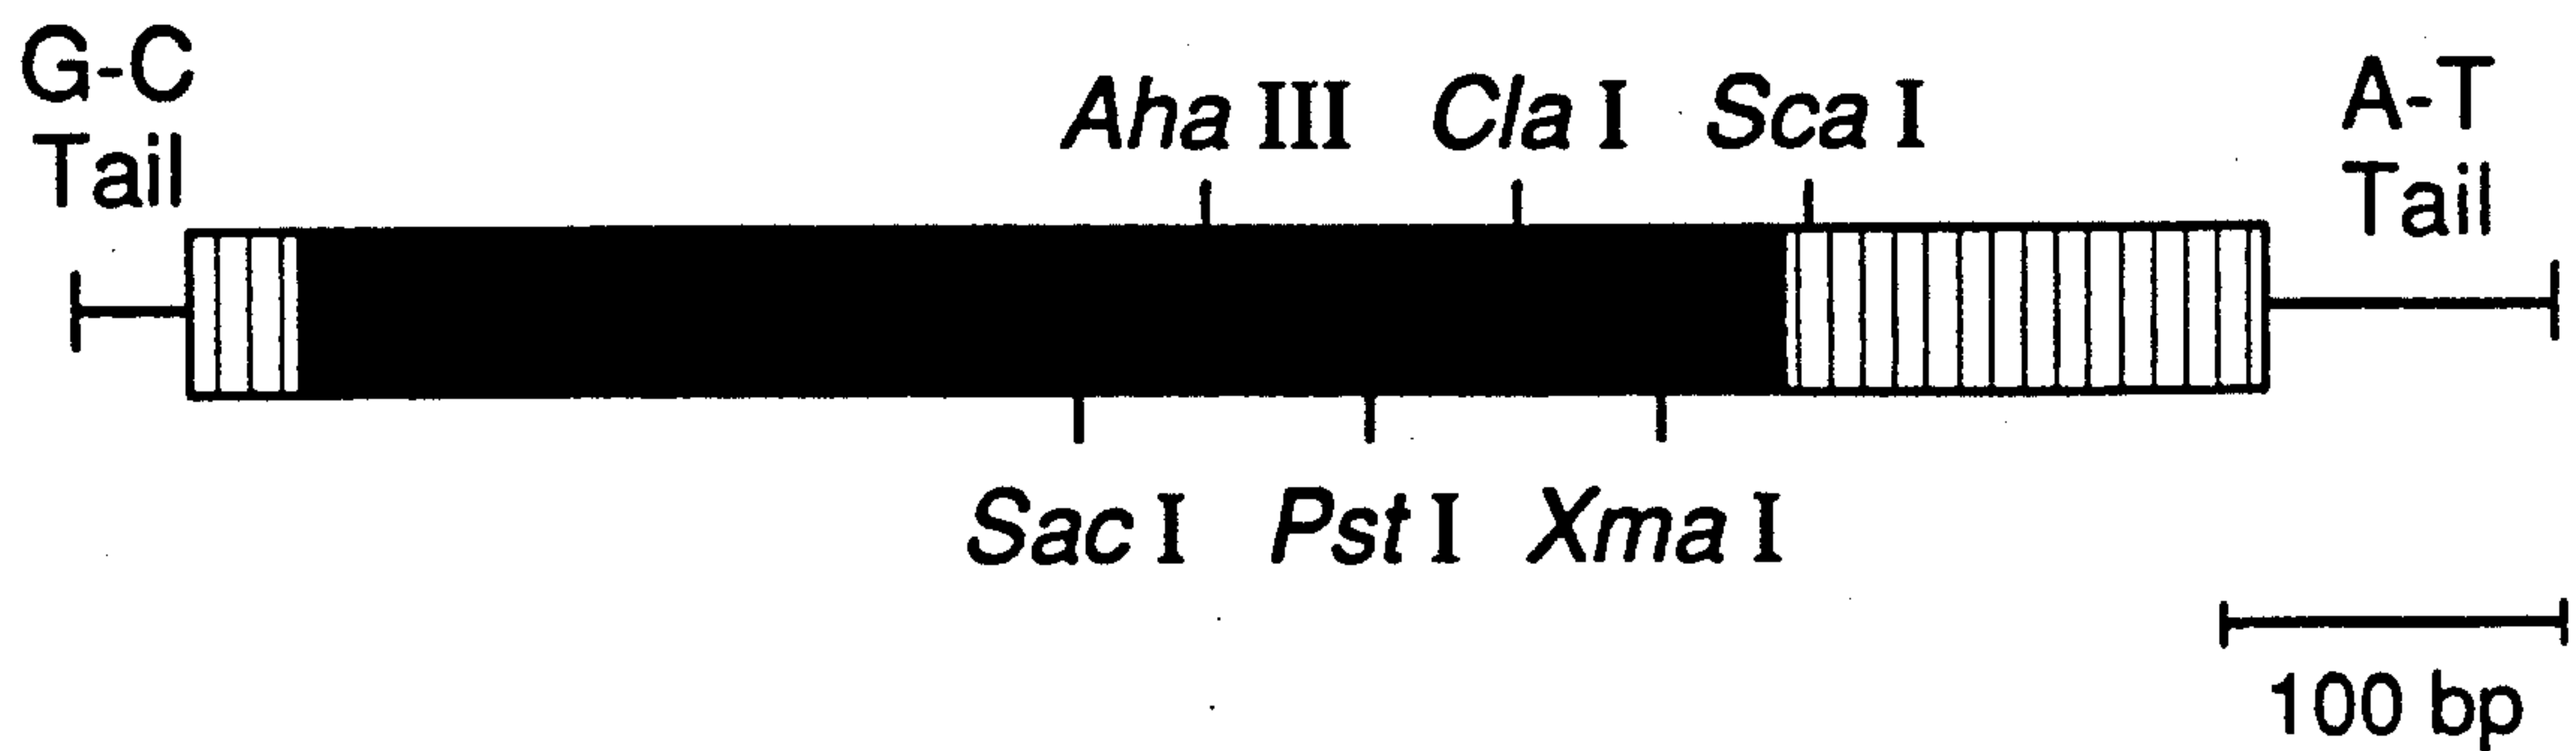 G-C
Tail
Aha III Cla I Sca I
A-T
Tail
Sac I Pst I Xma I
100 bp